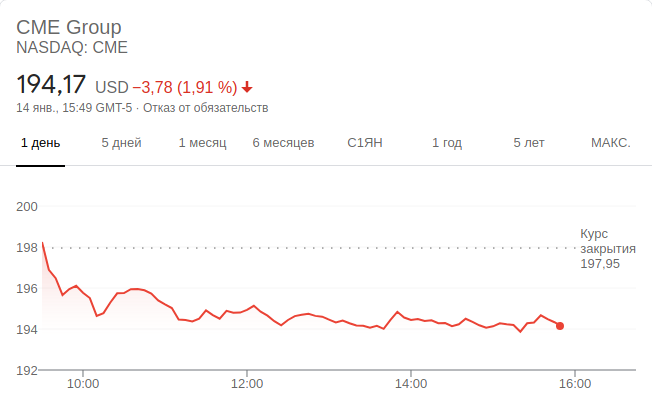 CME Group
NASDAQ: CME
194,17 USD −3,78 (1,91 %)
14 янв., 15:49 GMT-5 · Отказ от обязательств
1 день 5 дней 1 месяц 6 месяцев С1ЯН 1 год 5 лет МАКС.
200
198
196
194
192
Курс
закрытия
197,95
10:00 12:00 14:00 16:00